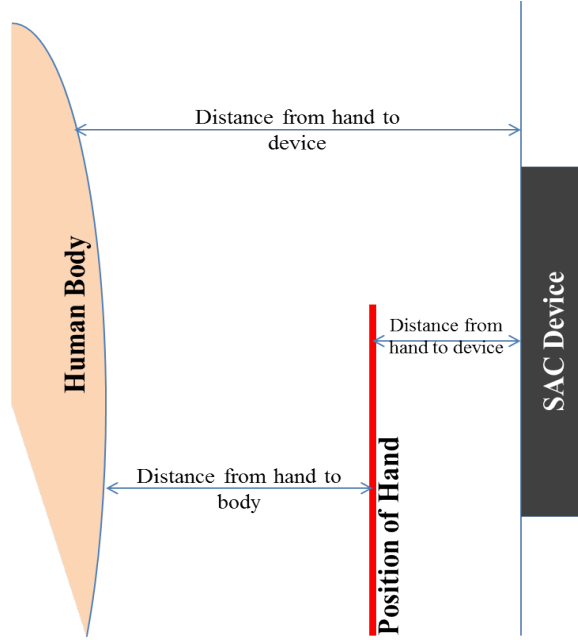 Distance from hand to
device
Human Body
SAC Device
Distance from
hand to device
Distance from hand to
body
Position of Hand